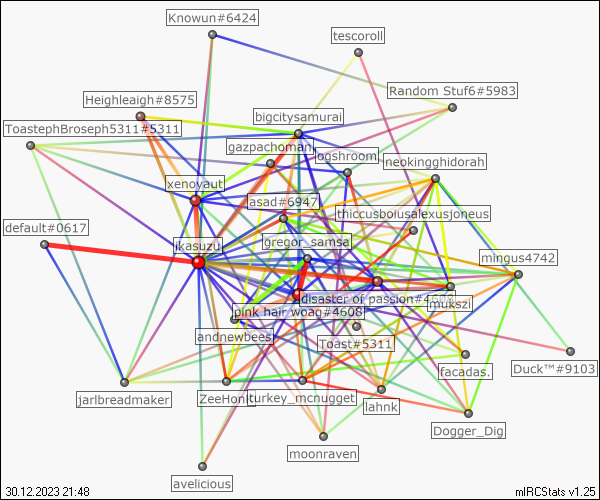 Knowun#6424
tescoroll
Random Stuf6#5983
Heighleaigh#8575
bigcitysamurai
ToastephBroseph5311#5311
gazpachoman
logshroom
neokingghidorah
xenoyaut
asad#6947
thiccusboiusalexusjoneus
default#0617
ikasuzu
gregor_samsa
mingus4742
disaster of passion#4608
pink hair woag#4608
mukszi
andnewbees
Toast#5311
facadas.
Duck™#9103
jarlbreadmaker
ZeeHon
turkey_mcnugget
lahnk
Dogger_Dig
moonraven
avelicious
30.12.2023 21:48
mIRCStats v1.25